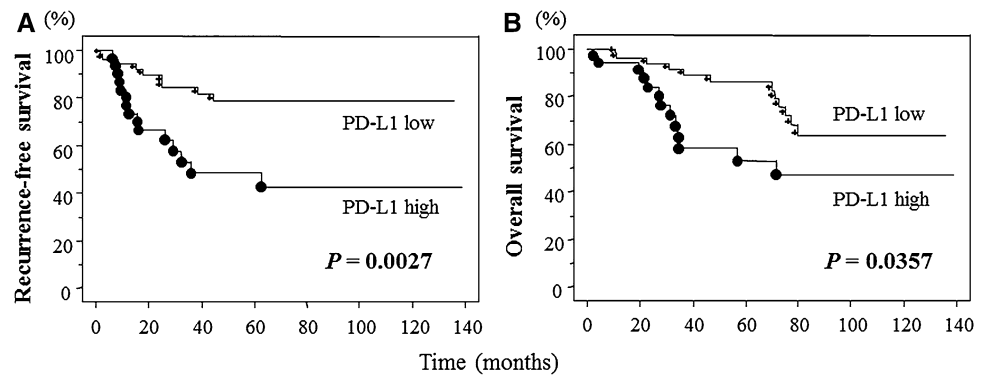 A (%)
Recurrence-free survival
100
80
60
40
20
0
PD-L1 low
PD-L1 high
P = 0.0027
0 20 40 60 80 100 120 140
B (%)
Overall survival
100
80
60
40
20
0
PD-L1 low
PD-L1 high
P = 0.0357
0 20 40 60 80 100 120 140
Time (months)